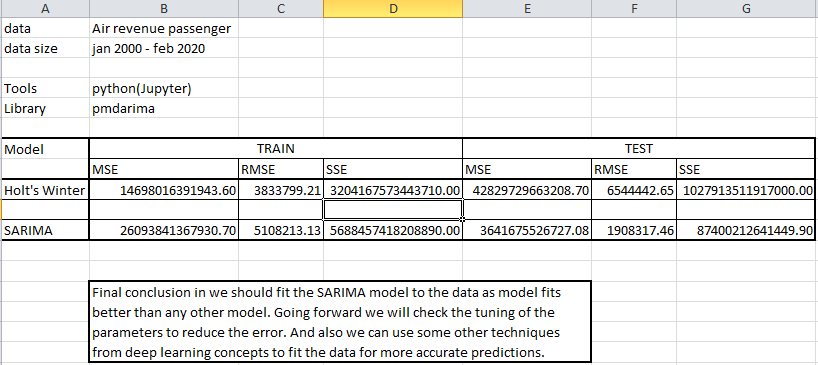 A B C D E F G
data Air revenue passenger
data size jan 2000 - feb 2020
Tools python(Jupyter)
Library pmdarima
Model TRAIN TEST
MSE RMSE SSE MSE RMSE SSE
Holt's Winter 14698016391943.60 3833799.21 3204167573443710.00 42829729663208.70 6544442.65 1027913511917000.00
SARIMA 26093841367930.70 5108213.13 5688457418208890.00 3641675526727.08 1908317.46 87400212641449.90
Final conclusion in we should fit the SARIMA model to the data as model fits
better than any other model. Going forward we will check the tuning of the
parameters to reduce the error. And also we can use some other techniques
from deep learning concepts to fit the data for more accurate predictions.